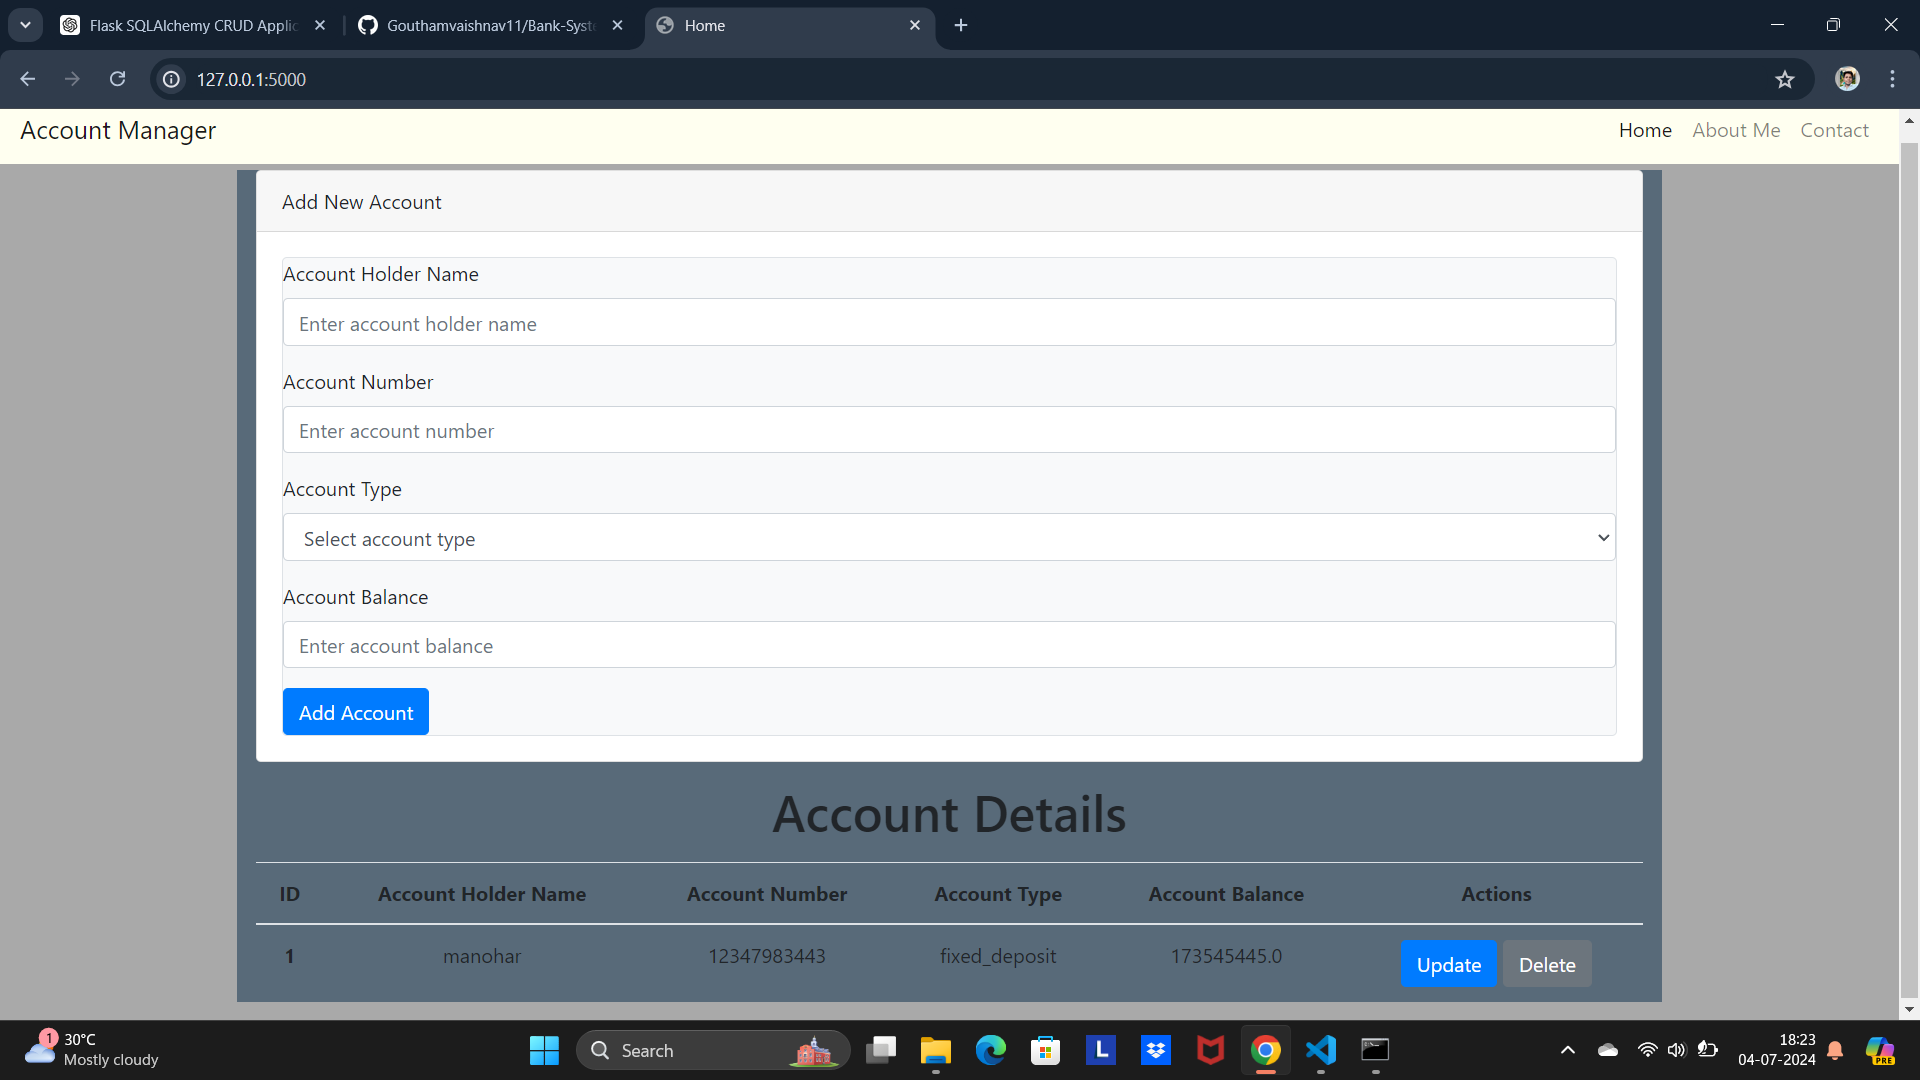 Flask SQLAlchemy CRUD Applic
Gouthamvaishnav11/Bank-Syste
Home
127.0.0.1:5000
Account Manager
Home About Me Contact
Add New Account
Account Holder Name
Enter account holder name
Account Number
Enter account number
Account Type
Select account type
Account Balance
Enter account balance
Add Account
Account Details
ID Account Holder Name Account Number Account Type Account Balance Actions
1 manohar 12347983443 fixed_deposit 173545445.0 Update Delete
1 30°C
Mostly cloudy
Search
L
PRE
18:23
04-07-2024